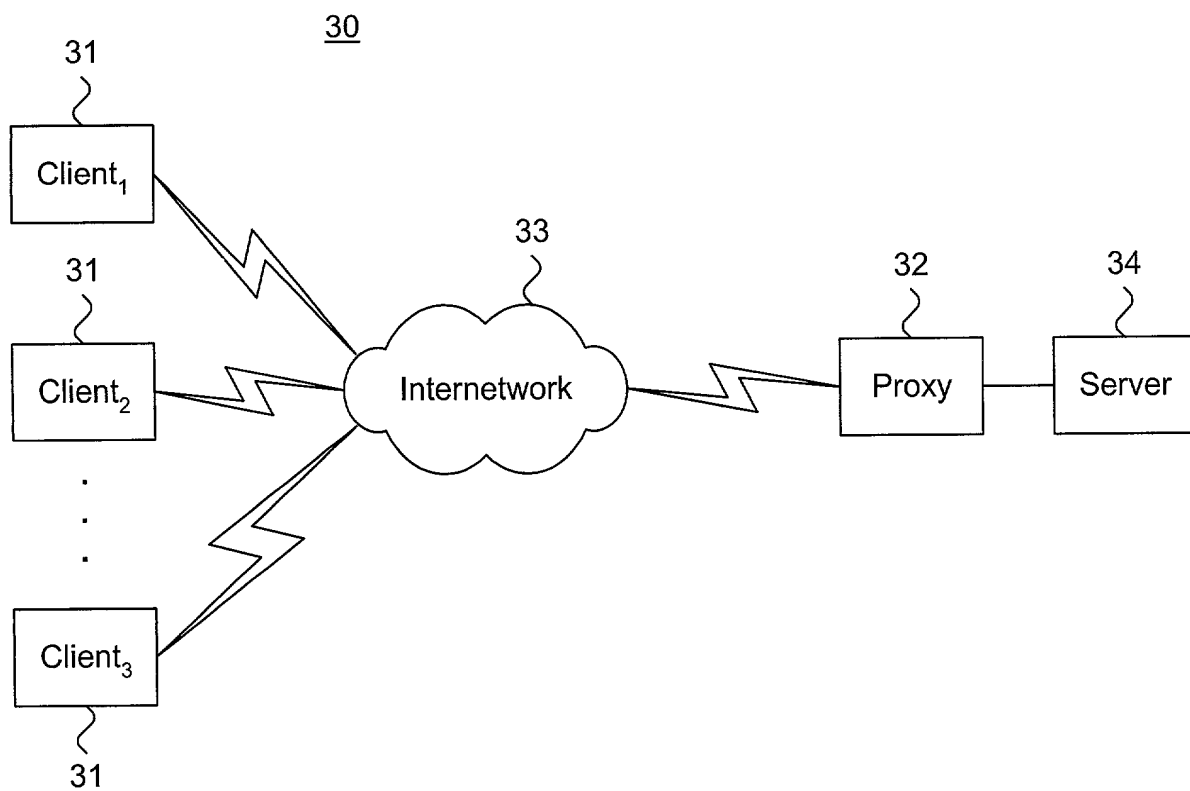 30
31
Client₁
31
33
32
34
Client₂
Internetwork
Proxy
Server
.
.
.
Client₃
31